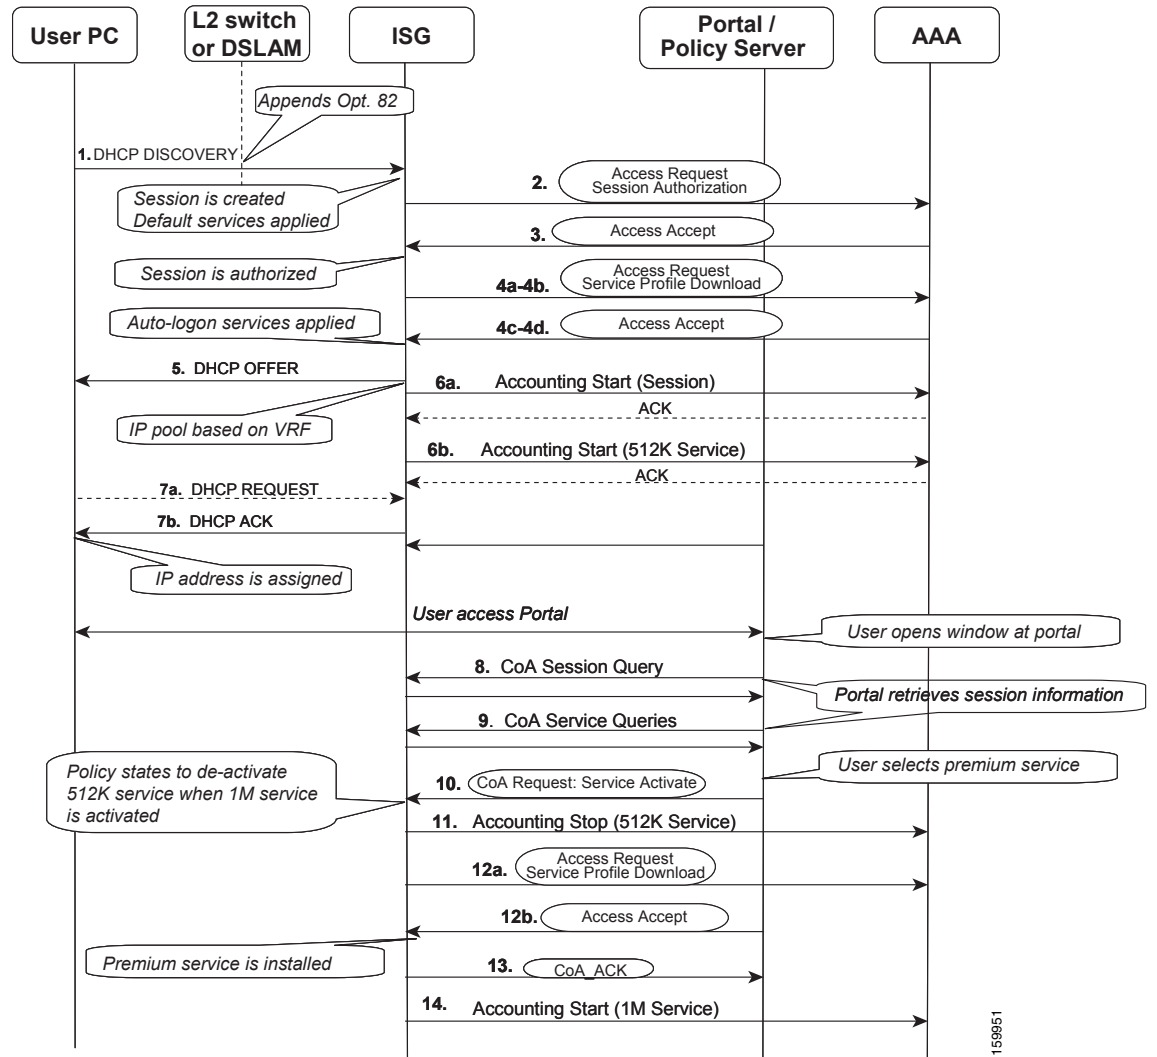 User PC
L2 switch
or DSLAM
ISG
Portal /
Policy Server
AAA
Appends Opt. 82
1. DHCP DISCOVERY
Session is created
Default services applied
2.
Access Request
Session Authorization
3.
Access Accept
Session is authorized
4a-4b.
Access Request
Service Profile Download
Auto-logon services applied
4c-4d.
Access Accept
5. DHCP OFFER
6a. Accounting Start (Session)
ACK
IP pool based on VRF
6b. Accounting Start (512K Service)
ACK
7a. DHCP REQUEST
7b. DHCP ACK
IP address is assigned
User access Portal
User opens window at portal
8. CoA Session Query
Portal retrieves session information
9. CoA Service Queries
User selects premium service
Policy states to de-activate
512K service when 1M service
is activated
10. CoA Request: Service Activate
11. Accounting Stop (512K Service)
12a.
Access Request
Service Profile Download
12b. Access Accept
Premium service is installed
13. CoA_ACK
14. Accounting Start (1M Service)
159951